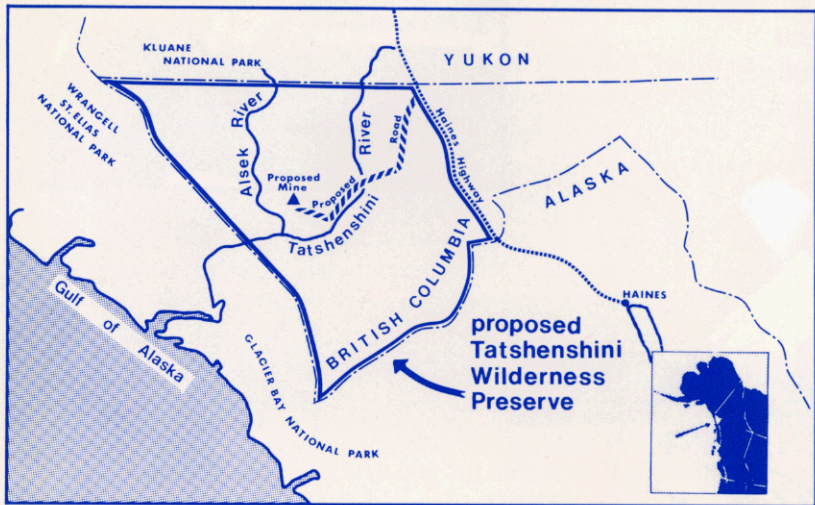 KLUANE
NATIONAL PARK
YUKON
WRANGELL
ST. ELIAS
NATIONAL PARK
Alsek River
River
Road
Haines Highway
Proposed
Mine
Proposed
Tatshenshini
ALASKA
BRITISH COLUMBIA
HAINES
Gulf of Alaska
GLACIER BAY NATIONAL PARK
proposed
Tatshenshini
Wilderness
Preserve